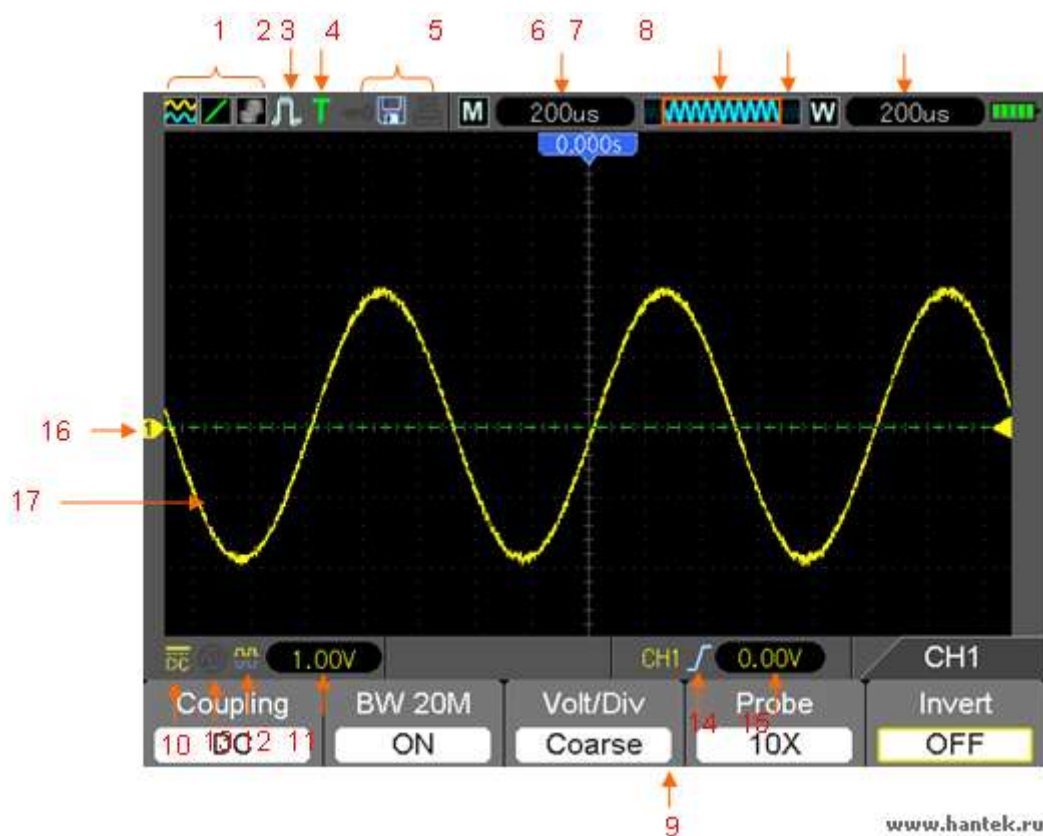 1 2 3 4 5 6 7 8
T M 200us W 200us
0.000s
16 1
17
DC 1.00V CH1 0.00V CH1
Coupling BW 20M Volt/Div Probe Invert
14 15
DC ON Coarse 10X OFF
10 13 12 11
9
www.hantek.ru